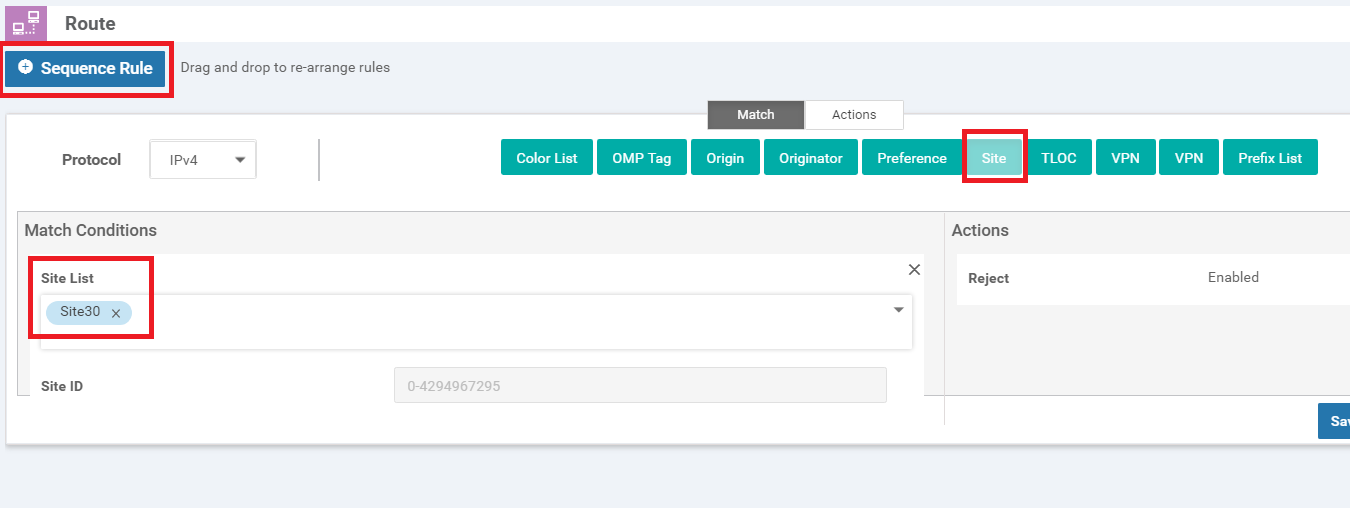 Route
Sequence Rule Drag and drop to re-arrange rules
Match Actions
Protocol IPv4 Color List OMP Tag Origin Originator Preference Site TLOC VPN VPN Prefix List
Match Conditions Actions
Site List Reject Enabled
Site30
Site ID 0-4294967295